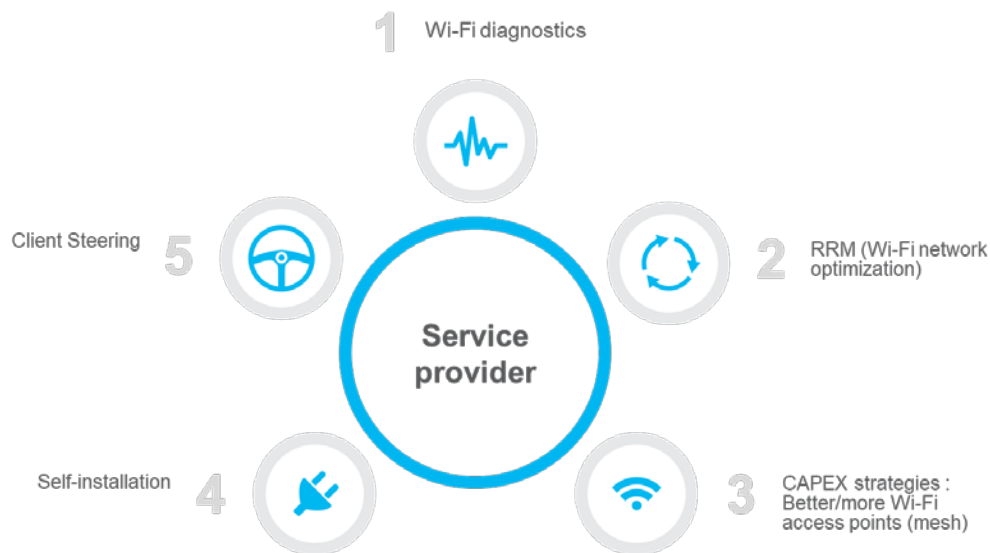 1 Wi-Fi diagnostics
Client Steering 5
2 RRM (Wi-Fi network
optimization)
Service
provider
Self-installation 4
3 CAPEX strategies :
Better/more Wi-Fi
access points (mesh)